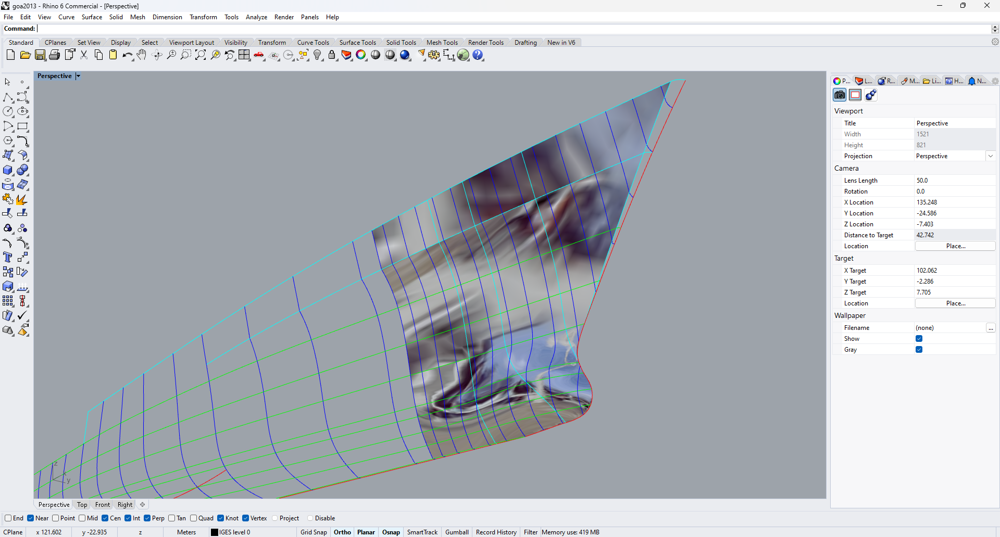 goa2013 - Rhino 6 Commercial - [Perspective]
File Edit View Curve Surface Solid Mesh Dimension Transform Tools Analyze Render Panels Help
Command:
Standard CPlanes Set View Display Select Viewport Layout Visibility Transform Curve Tools Surface Tools Solid Tools Mesh Tools Render Tools Drafting New in V6
Perspective
P... L... R... M... Li... H... N...
Viewport
Title Perspective
Width 1521
Height 821
Projection Perspective
Camera
Lens Length 50.0
Rotation 0.0
X Location 135.248
Y Location -24.586
Z Location -7.403
Distance to Target 42.742
Location Place...
Target
X Target 102.062
Y Target -2.286
Z Target 7.705
Location Place...
Wallpaper
Filename (none) ...
Show
Gray
z
x
y
Perspective Top Front Right
End Near Point Mid Cen Int Perp Tan Quad Knot Vertex Project Disable
CPlane x 121.602 y -22.935 z Meters IGES level 0 Grid Snap Ortho Planar Osnap SmartTrack Gumball Record History Filter Memory use: 419 MB